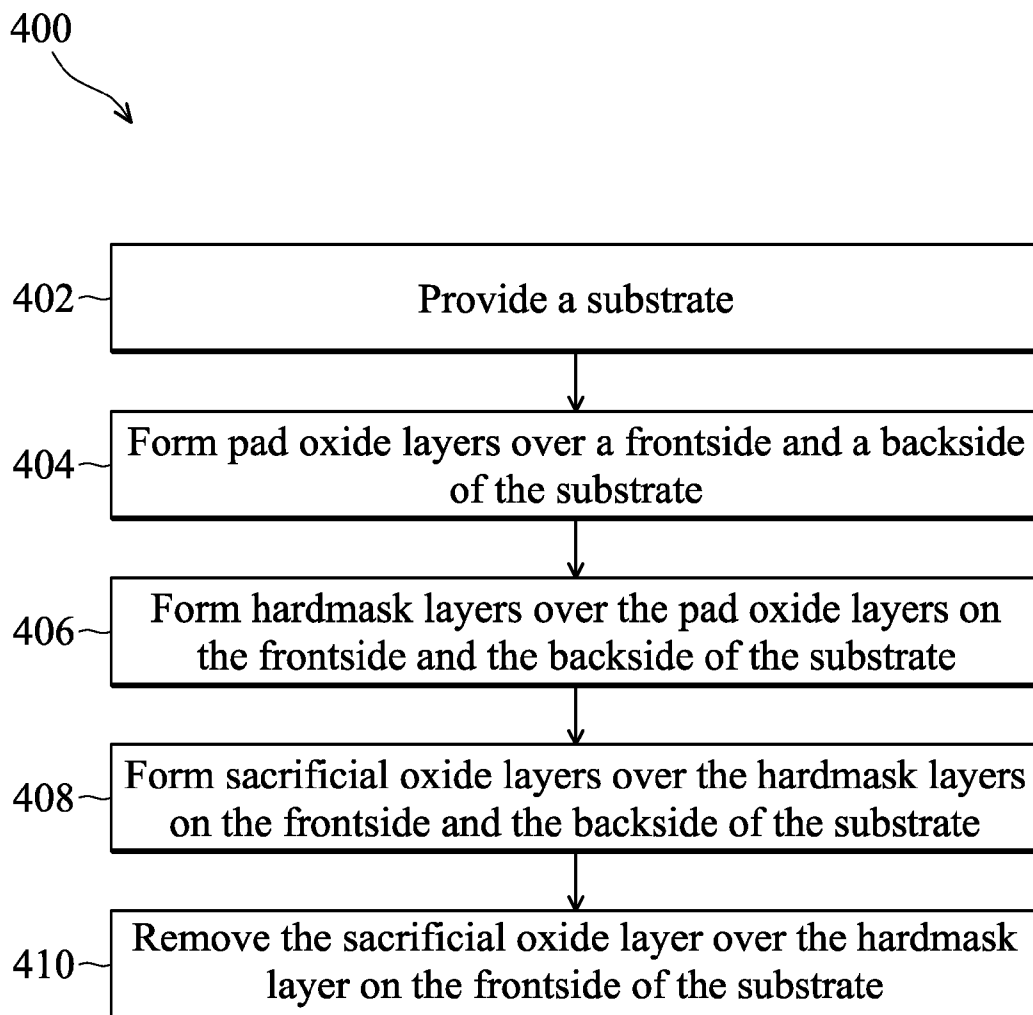 400
402
Provide a substrate
404
Form pad oxide layers over a frontside and a backside
of the substrate
406
Form hardmask layers over the pad oxide layers on
the frontside and the backside of the substrate
408
Form sacrificial oxide layers over the hardmask layers
on the frontside and the backside of the substrate
410
Remove the sacrificial oxide layer over the hardmask
layer on the frontside of the substrate